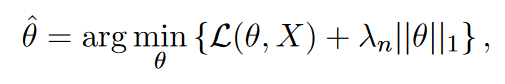 θ̂ = arg min_θ {𝓛(θ, X) + λ_n||θ||_1} ,